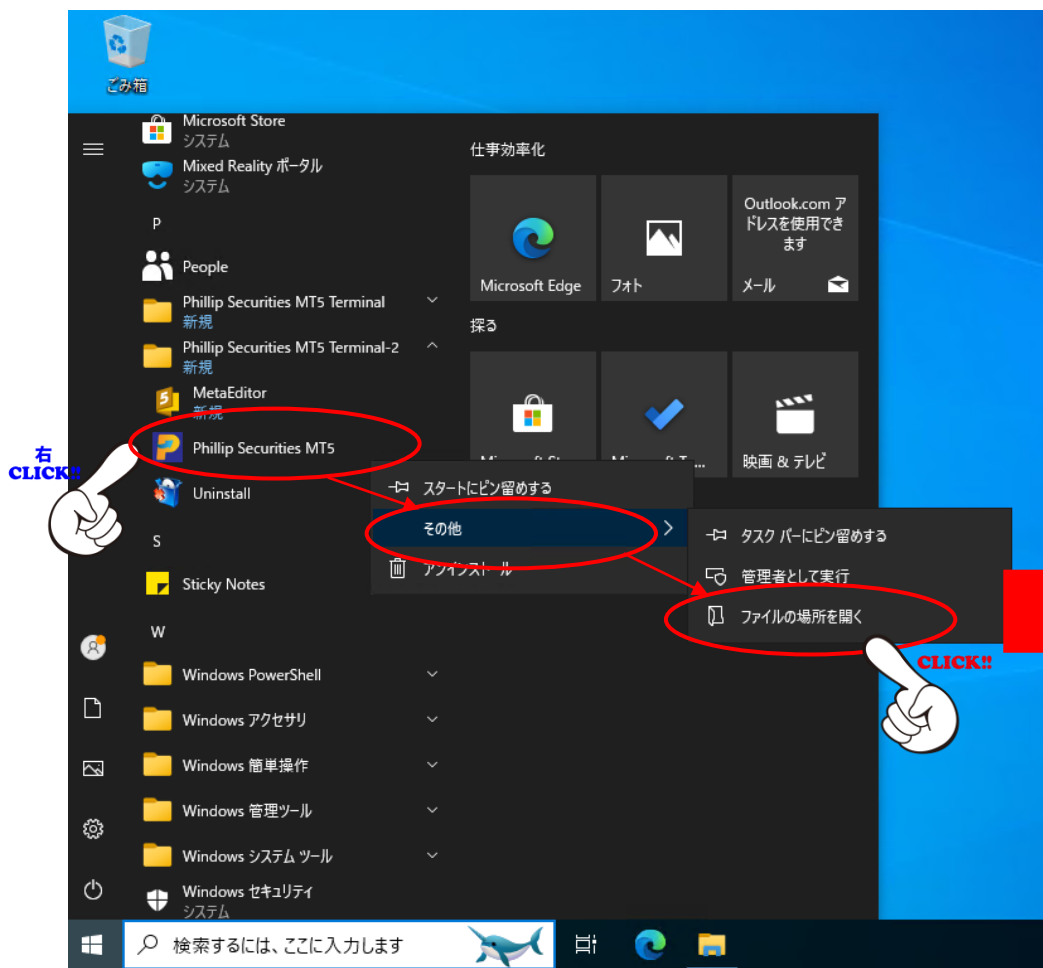 ごみ箱
Microsoft Store
システム
Mixed Reality ポータル
システム
P
People
Phillip Securities MT5 Terminal
新規
Phillip Securities MT5 Terminal-2
新規
MetaEditor
新規
Phillip Securities MT5
Uninstall
S
Sticky Notes
W
Windows PowerShell
Windows アクセサリ
Windows 簡単操作
Windows 管理ツール
Windows システム ツール
Windows セキュリティ
システム
右
CLICK!!
仕事効率化
Microsoft Edge
フォト
Outlook.com ア
ドレスを使用でき
ます
メール
探る
映画 & テレビ
スタートにピン留めする
その他
アンインストール
タスク バーにピン留めする
管理者として実行
ファイルの場所を開く
CLICK!!
検索するには、ここに入力します